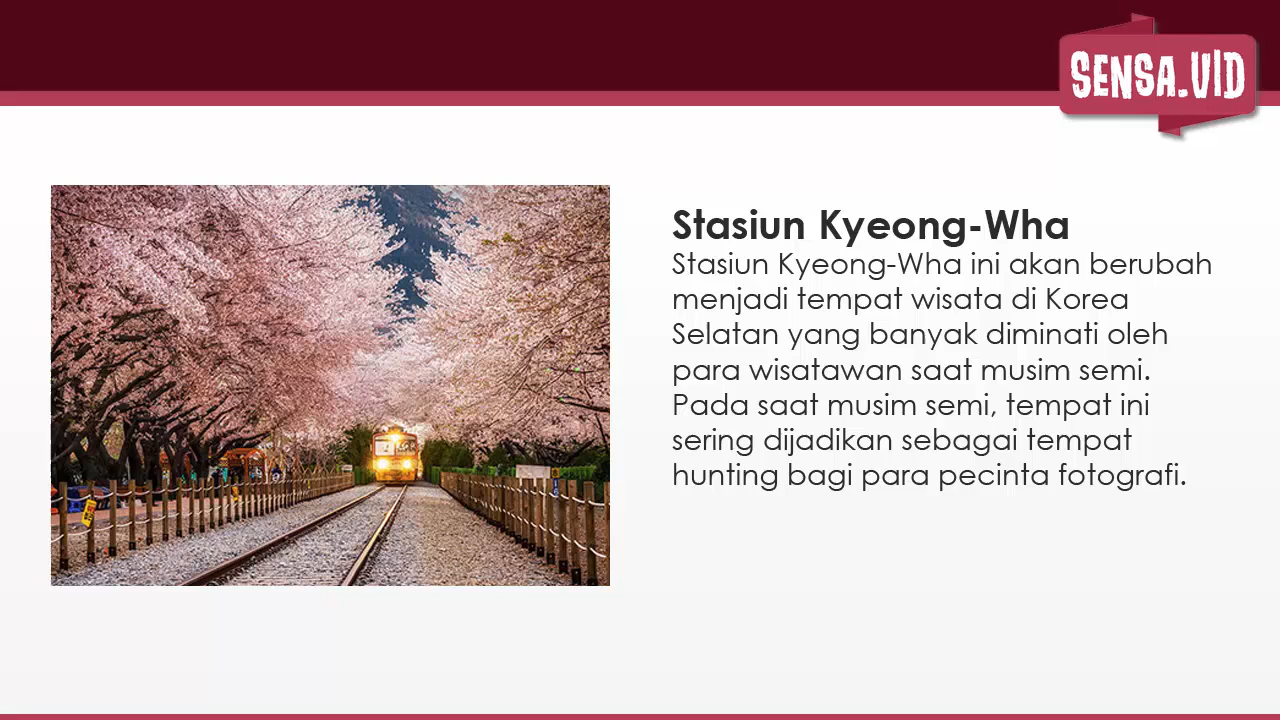 SENSA.VID
Stasiun Kyeong-Wha
Stasiun Kyeong-Wha ini akan berubah
menjadi tempat wisata di Korea
Selatan yang banyak diminati oleh
para wisatawan saat musim semi.
Pada saat musim semi, tempat ini
sering dijadikan sebagai tempat
hunting bagi para pecinta fotografi.